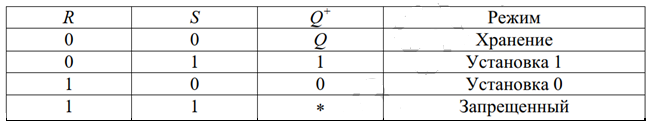 R S Q+ Режим
0 0 Q Хранение
0 1 1 Установка 1
1 0 0 Установка 0
1 1 * Запрещенный